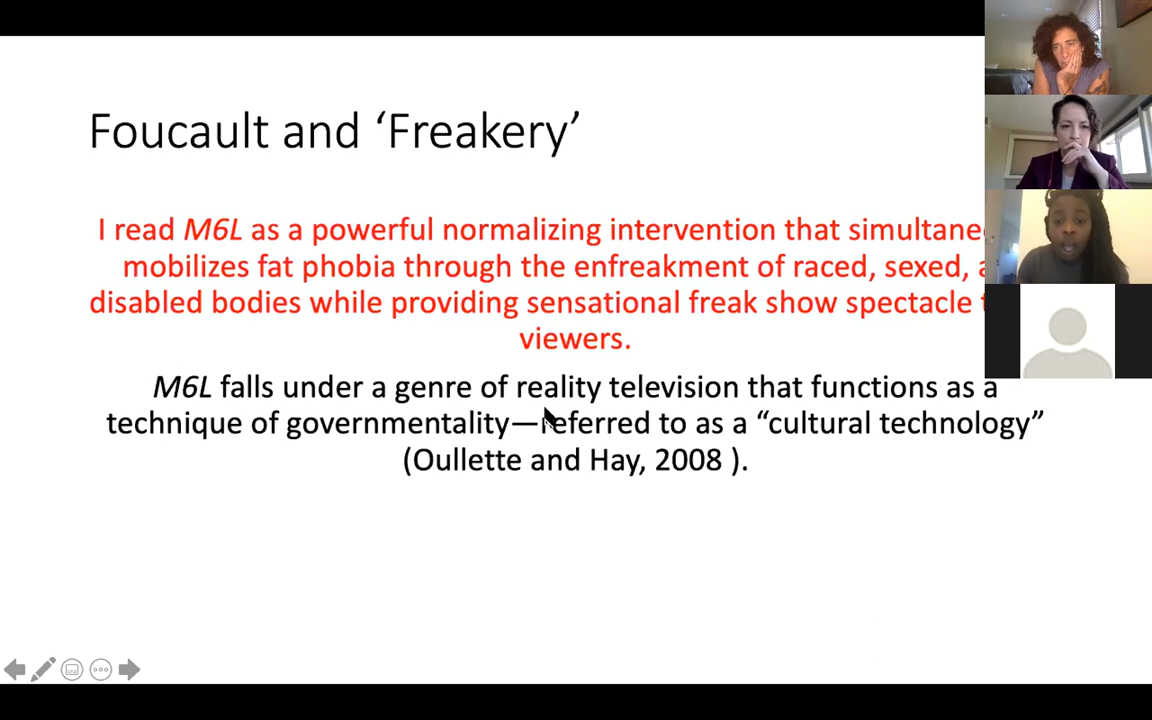 Foucault and ‘Freakery’
I read M6L as a powerful normalizing intervention that
mobilizes fat phobia through the enfreakment of raced, sexed,
disabled bodies while providing sensational freak show spectacle
viewers.
M6L falls under a genre of reality television that functions as a
technique of governmentality—referred to as a “cultural technology”
(Oullette and Hay, 2008 ).